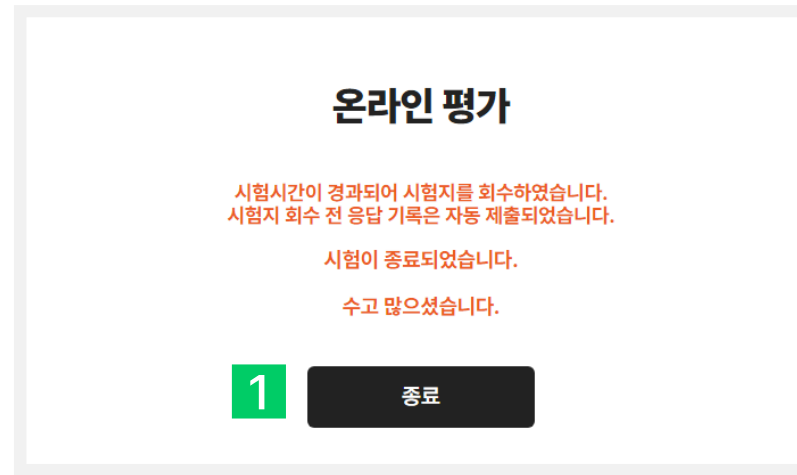 온라인 평가
시험시간이 경과되어 시험지를 회수하였습니다.
시험지 회수 전 응답 기록은 자동 제출되었습니다.
시험이 종료되었습니다.
수고 많으셨습니다.
1 종료